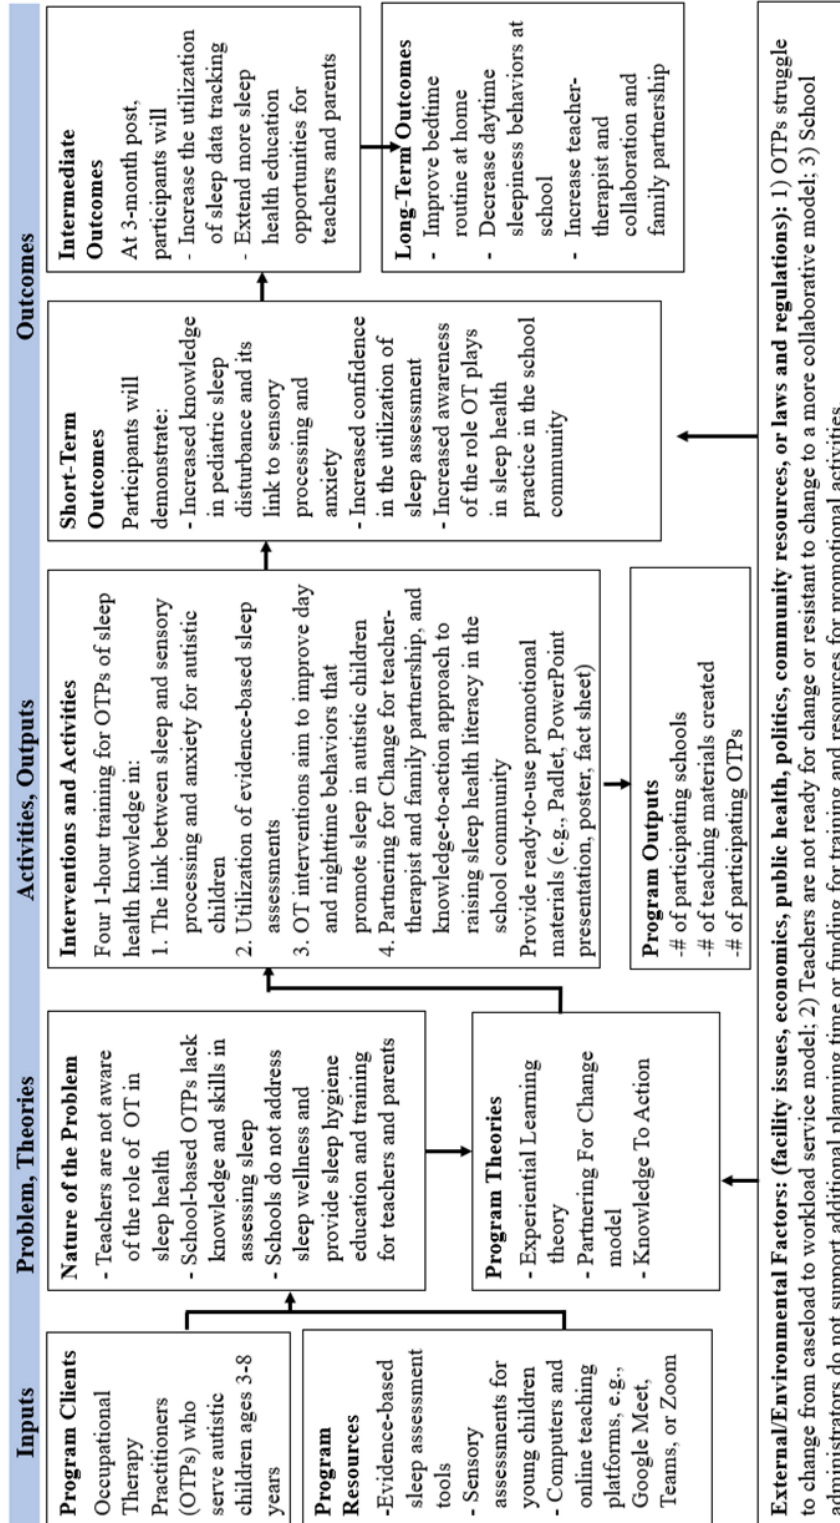 Inputs
Problem, Theories
Activities, Outputs
Outcomes
Program Clients
Occupational
Therapy
Practitioners
(OTPs) who
serve autistic
children ages 3-8
years
Program
Resources
-Evidence-based
sleep assessment
tools
- Sensory
assessments for
young children
- Computers and
online teaching
platforms, e.g.,
Google Meet,
Teams, or Zoom
Nature of the Problem
- Teachers are not aware
of the role of OT in
sleep health
- School-based OTPs lack
knowledge and skills in
assessing sleep
- Schools do not address
sleep wellness and
provide sleep hygiene
education and training
for teachers and parents
Program Theories
- Experiential Learning
theory
- Partnering For Change
model
- Knowledge To Action
Interventions and Activities
Four 1-hour training for OTPs of sleep
health knowledge in:
1. The link between sleep and sensory
processing and anxiety for autistic
children
2. Utilization of evidence-based sleep
assessments
3. OT interventions aim to improve day
and nighttime behaviors that
promote sleep in autistic children
4. Partnering for Change for teacher-
therapist and family partnership, and
knowledge-to-action approach to
raising sleep health literacy in the
school community
Provide ready-to-use promotional
materials (e.g., Padlet, PowerPoint
presentation, poster, fact sheet)
Program Outputs
-# of participating schools
-# of teaching materials created
-# of participating OTPs
Short-Term
Outcomes
Participants will
demonstrate:
- Increased knowledge
in pediatric sleep
disturbance and its
link to sensory
processing and
anxiety
- Increased confidence
in the utilization of
sleep assessment
- Increased awareness
of the role OT plays
in sleep health
practice in the school
community
Intermediate
Outcomes
At 3-month post,
participants will
- Increase the utilization
of sleep data tracking
- Extend more sleep
health education
opportunities for
teachers and parents
Long-Term Outcomes
- Improve bedtime
routine at home
- Decrease daytime
sleepiness behaviors at
school
- Increase teacher-
therapist and
collaboration and
family partnership
External/Environmental Factors: (facility issues, economics, public health, politics, community resources, or laws and regulations): 1) OTPs struggle
to change from caseload to workload service model; 2) Teachers are not ready for change or resistant to change to a more collaborative model; 3) School
administrators do not support additional planning time or funding for training and resources for promotional activities.